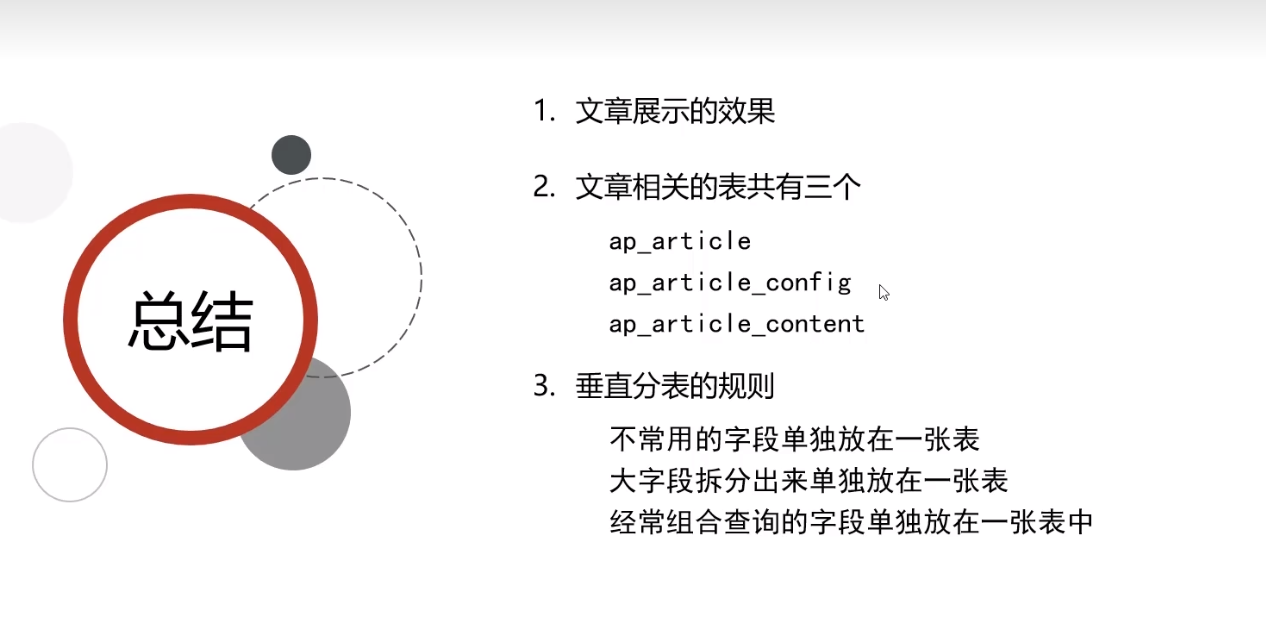 总结
1. 文章展示的效果
2. 文章相关的表共有三个
ap_article
ap_article_config
ap_article_content
3. 垂直分表的规则
不常用的字段单独放在一张表
大字段拆分出来单独放在一张表
经常组合查询的字段单独放在一张表中